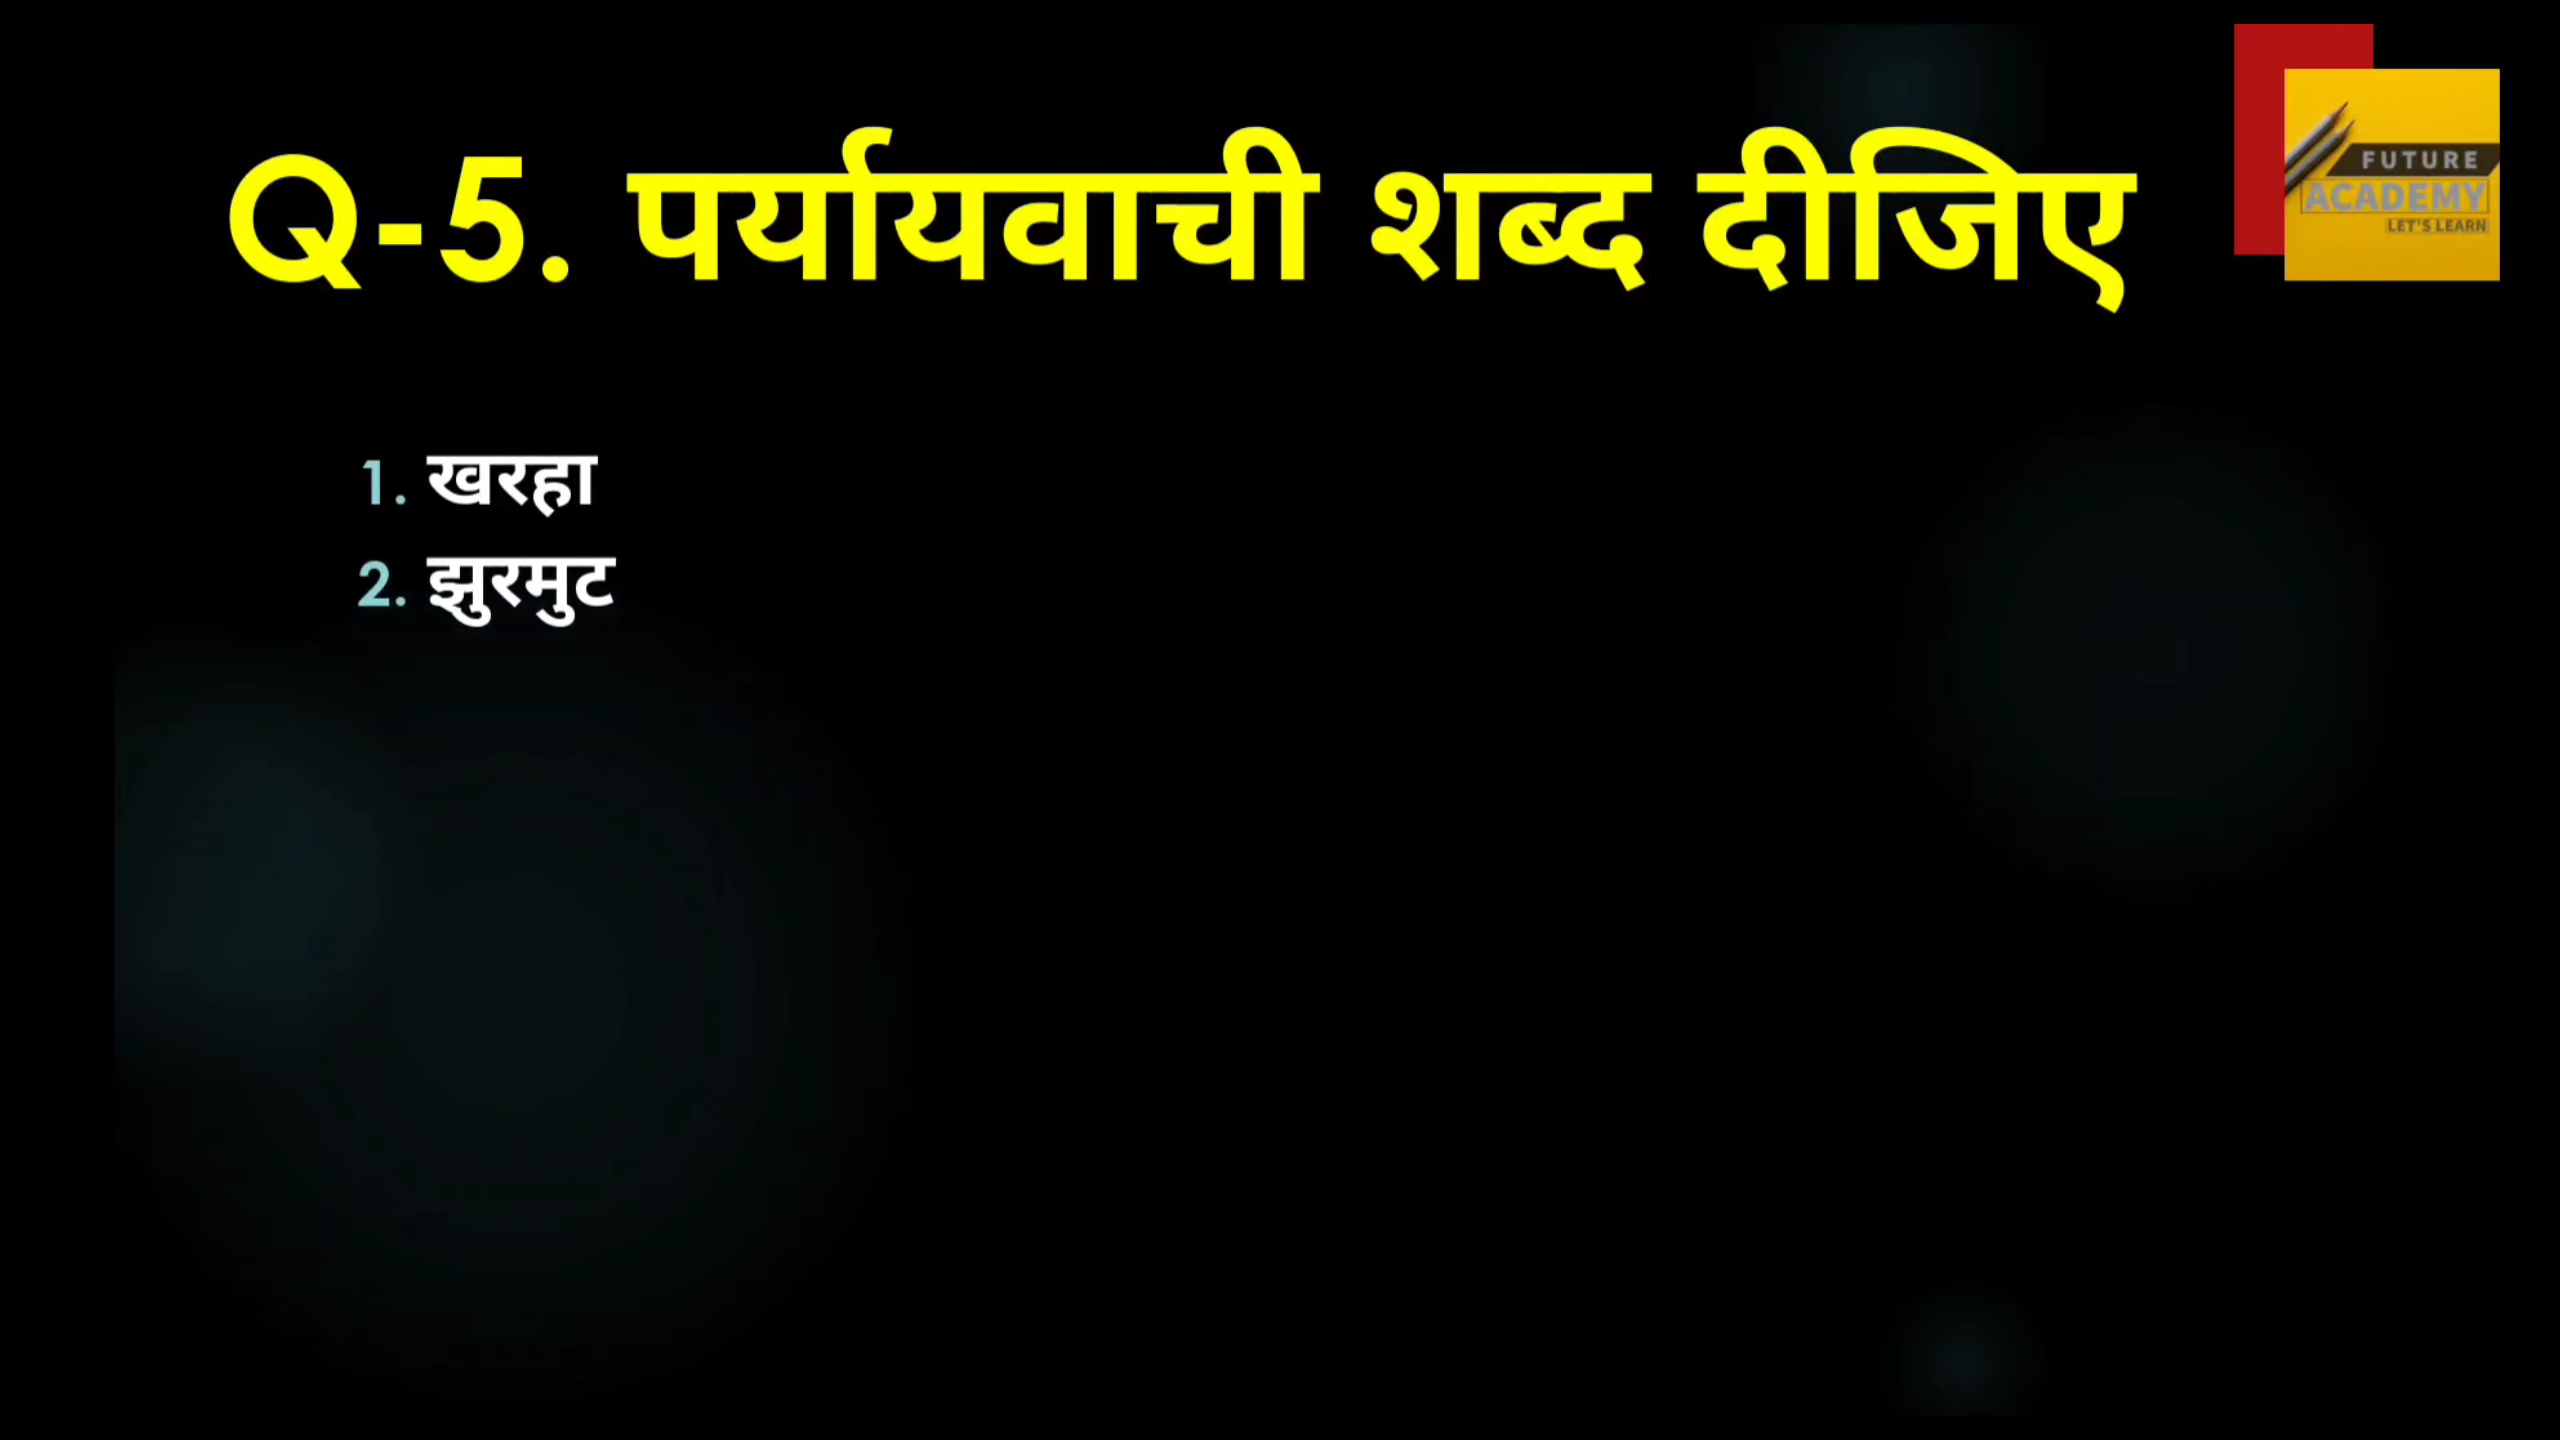 Q-5. पर्यायवाची शब्द दीजिए
FUTURE
ACADEMY
LET'S LEARN
1. खरहा
2. झुरमुट